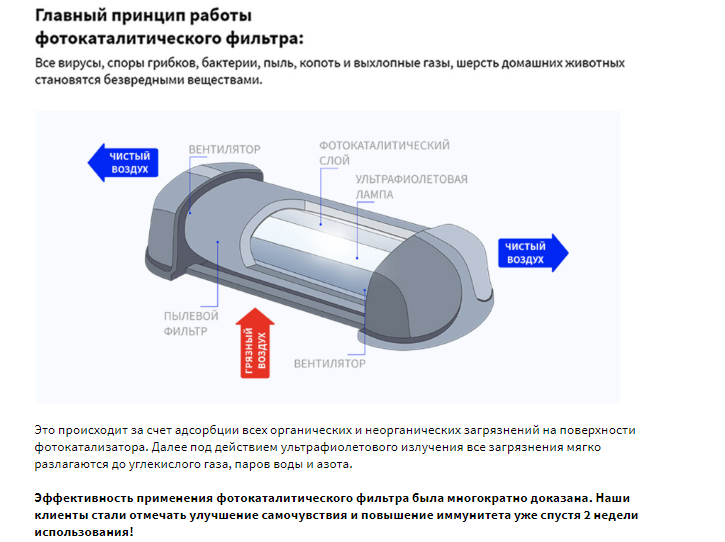 Главный принцип работы
фотокаталитического фильтра:
Все вирусы, споры грибков, бактерии, пыль, копоть и выхлопные газы, шерсть домашних животных
становятся безвредными веществами.
ЧИСТЫЙ
ВОЗДУХ
ВЕНТИЛЯТОР
ФОТОКАТАЛИТИЧЕСКИЙ
СЛОЙ
УЛЬТРАФИОЛЕТОВАЯ
ЛАМПА
ЧИСТЫЙ
ВОЗДУХ
ПЫЛЕВОЙ
ФИЛЬТР
ГРЯЗНЫЙ
ВОЗДУХ
ВЕНТИЛЯТОР
Это происходит за счет адсорбции всех органических и неорганических загрязнений на поверхности
фотокатализатора. Далее под действием ультрафиолетового излучения все загрязнения мягко
разлагаются до углекислого газа, паров воды и азота.
Эффективность применения фотокаталитического фильтра была многократно доказана. Наши
клиенты стали отмечать улучшение самочувствия и повышение иммунитета уже спустя 2 недели
использования!